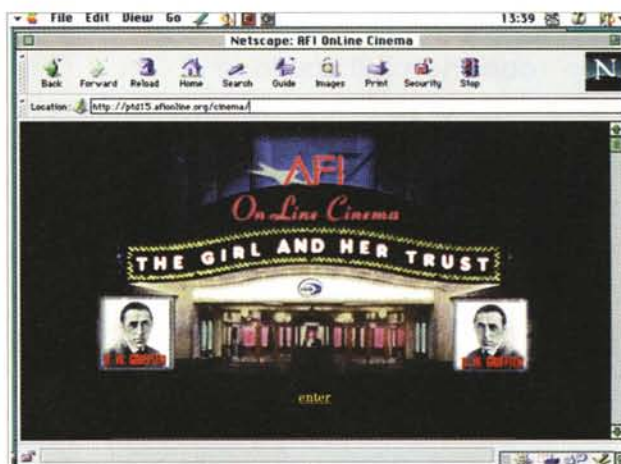 File Edit View Go 13:39
Netscape: AFI OnLine Cinema
Back Forward Reload Home Search Guide Images Print Security Stop N
Location: http://ptd15.afionline.org/cinema/
AFI
On-Line Cinema
THE GIRL AND HER TRUST
D. W. GRIFFITH D. W. GRIFFITH
enter